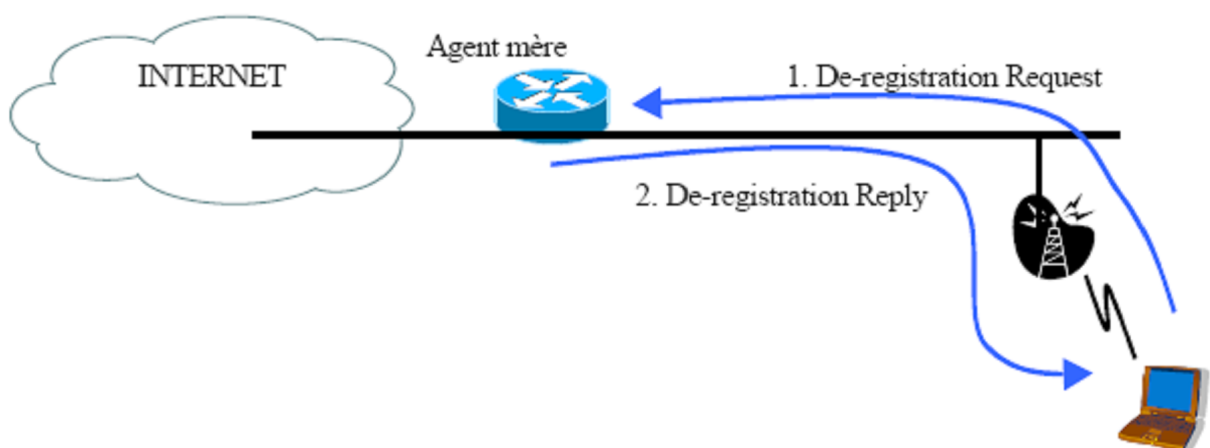 Agent mère
INTERNET
1. De-registration Request
2. De-registration Reply